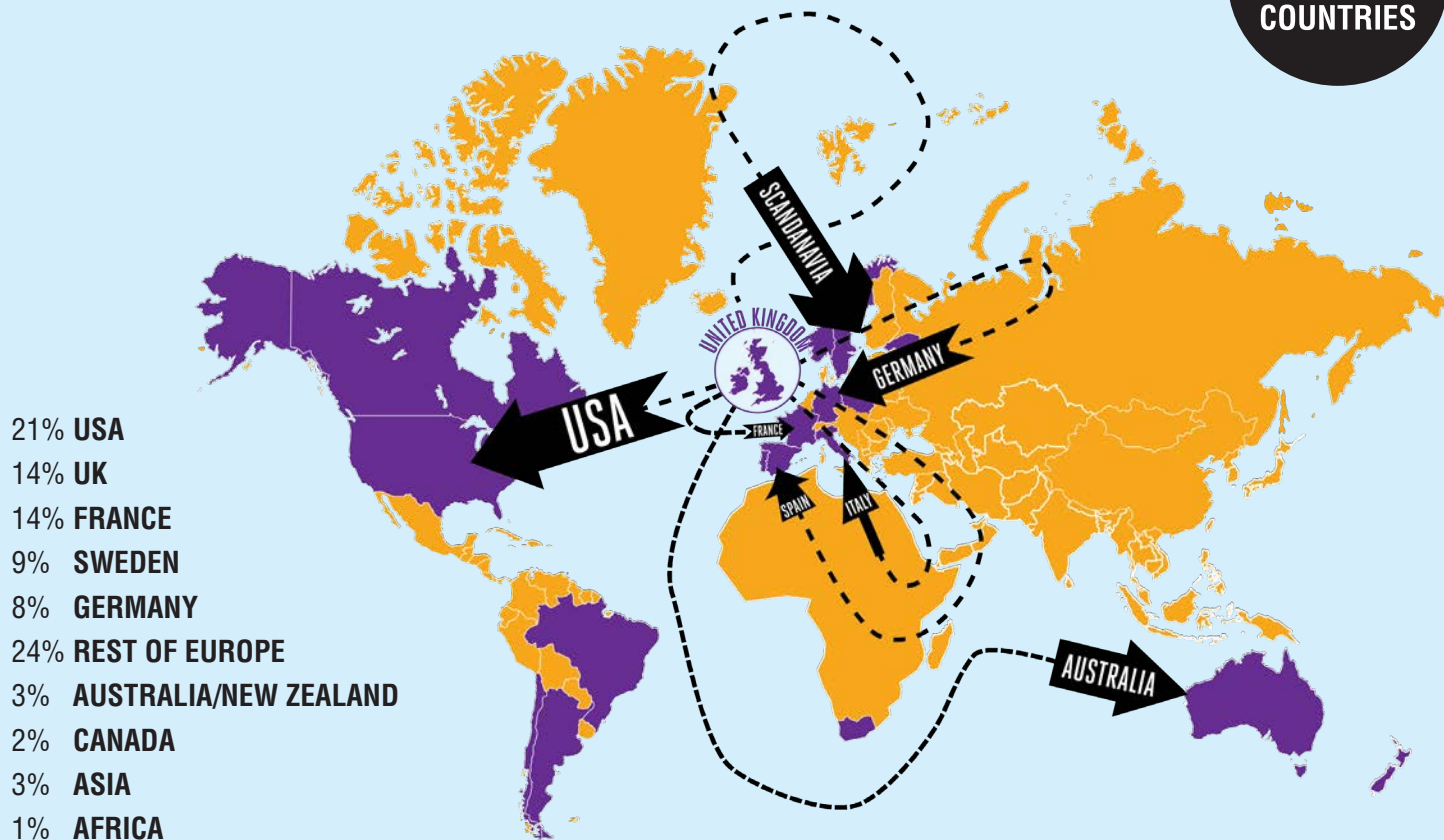 COUNTRIES
SCANDANAVIA
UNITED KINGDOM
GERMANY
USA
FRANCE
SPAIN
ITALY
AUSTRALIA
21% USA
14% UK
14% FRANCE
9% SWEDEN
8% GERMANY
24% REST OF EUROPE
3% AUSTRALIA/NEW ZEALAND
2% CANADA
3% ASIA
1% AFRICA